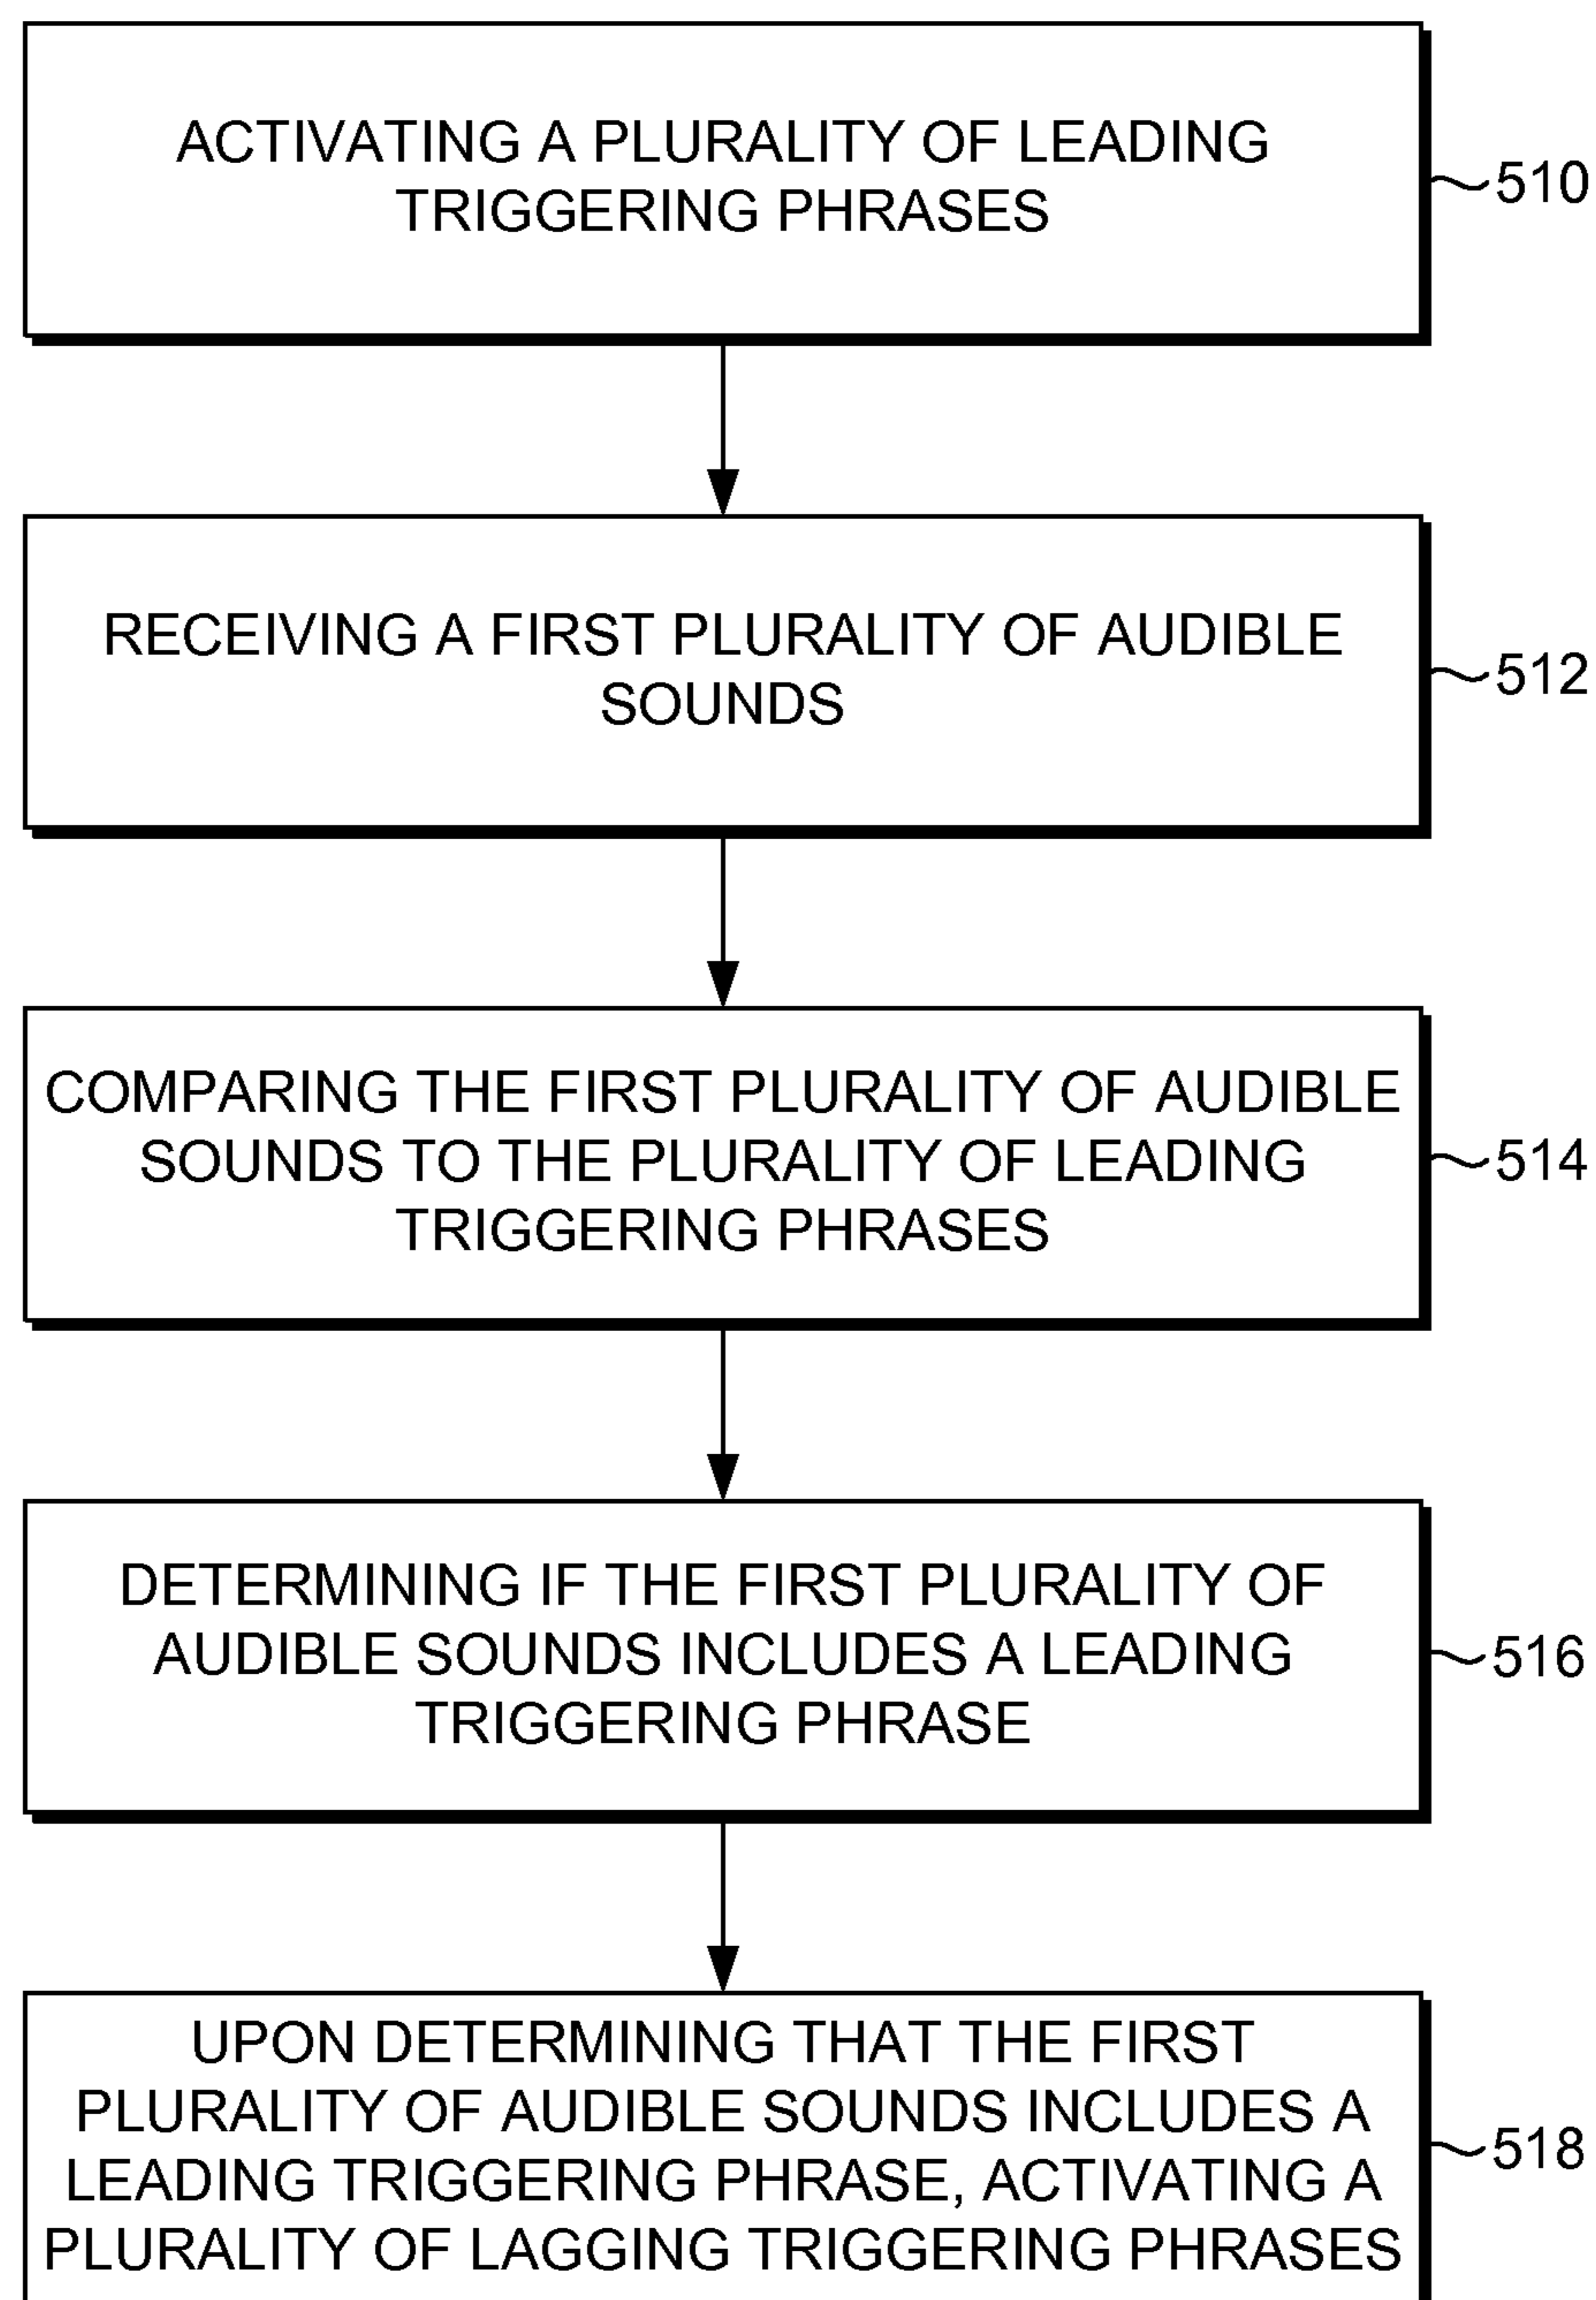 ACTIVATING A PLURALITY OF LEADING
TRIGGERING PHRASES
510
RECEIVING A FIRST PLURALITY OF AUDIBLE
SOUNDS
512
COMPARING THE FIRST PLURALITY OF AUDIBLE
SOUNDS TO THE PLURALITY OF LEADING
TRIGGERING PHRASES
514
DETERMINING IF THE FIRST PLURALITY OF
AUDIBLE SOUNDS INCLUDES A LEADING
TRIGGERING PHRASE
516
UPON DETERMINING THAT THE FIRST
PLURALITY OF AUDIBLE SOUNDS INCLUDES A
LEADING TRIGGERING PHRASE, ACTIVATING A
PLURALITY OF LAGGING TRIGGERING PHRASES
518